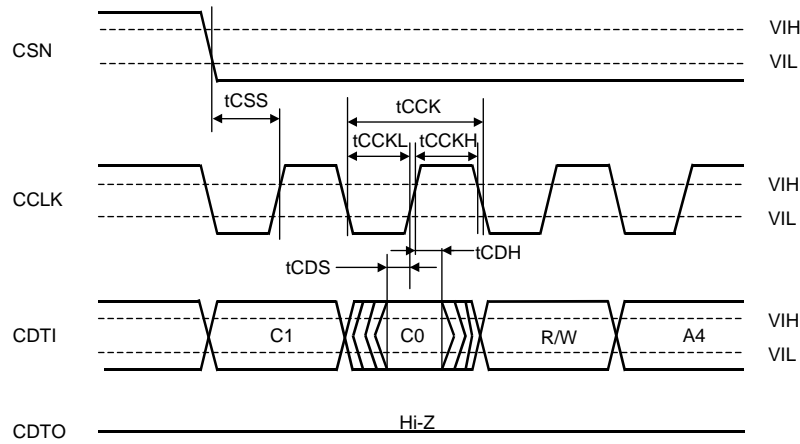 CSN
VIH
VIL
tCSS
tCCK
tCCKL
tCCKH
CCLK
VIH
VIL
tCDS
tCDH
CDTI
C1
C0
R/W
A4
VIH
VIL
CDTO
Hi-Z